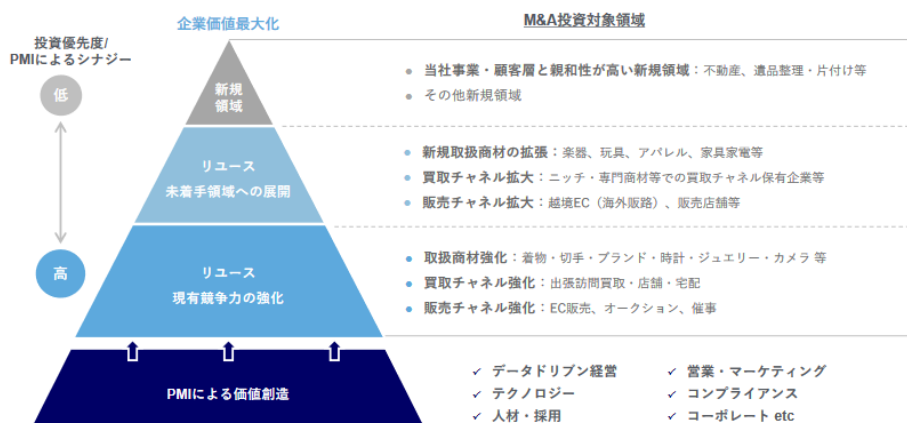 企業価値最大化
M&A投資対象領域
投資優先度/
PMIによるシナジー
低
高
新規
領域
● 当社事業・顧客層と親和性が高い新規領域：不動産、遺品整理・片付け等
● その他新規領域
リユース
未着手領域への展開
● 新規取扱商材の拡張：楽器、玩具、アパレル、家具家電等
● 買取チャネル拡大：ニッチ・専門商材等での買取チャネル保有企業等
● 販売チャネル拡大：越境EC（海外販路）、販売店舗等
リユース
現有競争力の強化
● 取扱商材強化：着物・切手・ブランド・時計・ジュエリー・カメラ 等
● 買取チャネル強化：出張訪問買取・店舗・宅配
● 販売チャネル強化：EC販売、オークション、催事
PMIによる価値創造
✓ データドリブン経営
✓ テクノロジー
✓ 人材・採用
✓ 営業・マーケティング
✓ コンプライアンス
✓ コーポレート etc